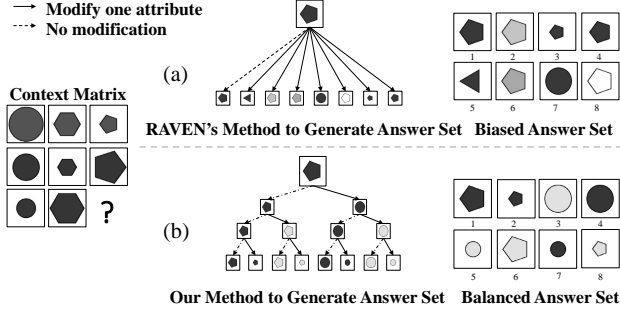 Modify one attribute
No modification
(a)
1 2 3 4
5 6 7 8
RAVEN's Method to Generate Answer Set
Biased Answer Set
Context Matrix
?
(b)
1 2 3 4
5 6 7 8
Our Method to Generate Answer Set
Balanced Answer Set